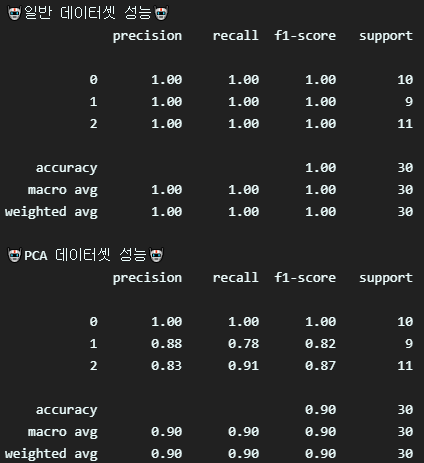 🤡일반 데이터셋 성능🤡
precision recall f1-score support
0 1.00 1.00 1.00 10
1 1.00 1.00 1.00 9
2 1.00 1.00 1.00 11
accuracy 1.00 30
macro avg 1.00 1.00 1.00 30
weighted avg 1.00 1.00 1.00 30
🤡PCA 데이터셋 성능🤡
precision recall f1-score support
0 1.00 1.00 1.00 10
1 0.88 0.78 0.82 9
2 0.83 0.91 0.87 11
accuracy 0.90 30
macro avg 0.90 0.90 0.90 30
weighted avg 0.90 0.90 0.90 30